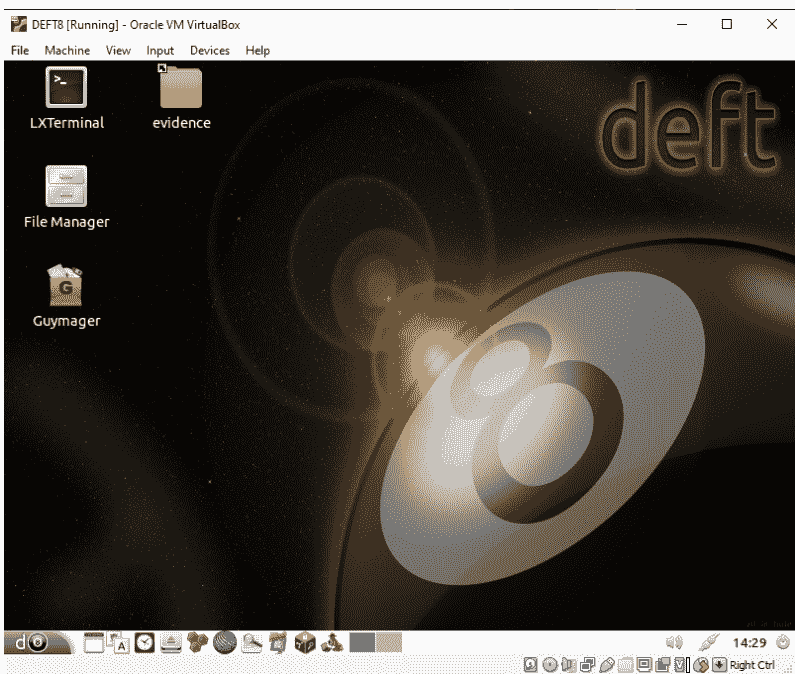 DEFT8 [Running] - Oracle VM VirtualBox
File Machine View Input Devices Help
deft
LXTerminal
evidence
File Manager
G
Guymager
d8
A
14:29
Right Ctrl